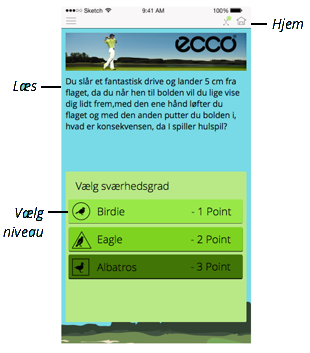 Sketch 9:41 AM 100%
Hjem
ecco
Læs
Du slår et fantastisk drive og lander 5 cm fra
flaget, da du når hen til bolden vil du lige vise
dig lidt frem,med den ene hånd løfter du
flaget og med den anden putter du bolden i,
hvad er konsekvensen, da I spiller hulspil?
Vælg sværhedsgrad
Vælg
niveau
Birdie - 1 Point
Eagle - 2 Point
Albatros - 3 Point